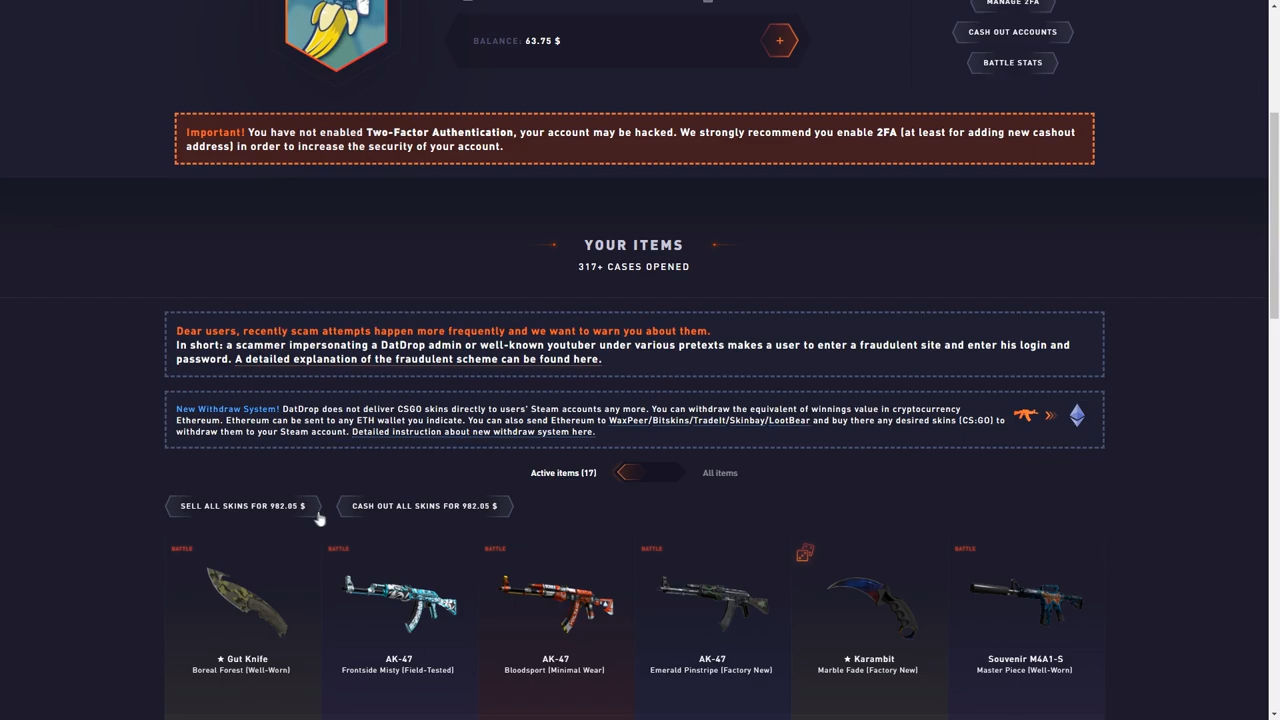 MANAGE 2FA
BALANCE: 63.75 $
+
CASH OUT ACCOUNTS
BATTLE STATS
Important! You have not enabled Two-Factor Authentication, your account may be hacked. We strongly recommend you enable 2FA (at least for adding new cashout
address) in order to increase the security of your account.
YOUR ITEMS
317+ CASES OPENED
Dear users, recently scam attempts happen more frequently and we want to warn you about them.
In short: a scammer impersonating a DatDrop admin or well-known youtuber under various pretexts makes a user to enter a fraudulent site and enter his login and
password. A detailed explanation of the fraudulent scheme can be found here.
New Withdraw System! DatDrop does not deliver CSGO skins directly to users' Steam accounts any more. You can withdraw the equivalent of winnings value in cryptocurrency
Ethereum. Ethereum can be sent to any ETH wallet you indicate. You can also send Ethereum to WaxPeer/Bitskins/TradeIt/Skinbay/LootBear and buy there any desired skins (CS:GO) to
withdraw them to your Steam account. Detailed instruction about new withdraw system here.
Active items (17)
All items
SELL ALL SKINS FOR 982.05 $
CASH OUT ALL SKINS FOR 982.05 $
BATTLE
BATTLE
BATTLE
BATTLE
BATTLE
★ Gut Knife
Boreal Forest (Well-Worn)
AK-47
Frontside Misty (Field-Tested)
AK-47
Bloodsport (Minimal Wear)
AK-47
Emerald Pinstripe (Factory New)
★ Karambit
Marble Fade (Factory New)
Souvenir M4A1-S
Master Piece (Well-Worn)